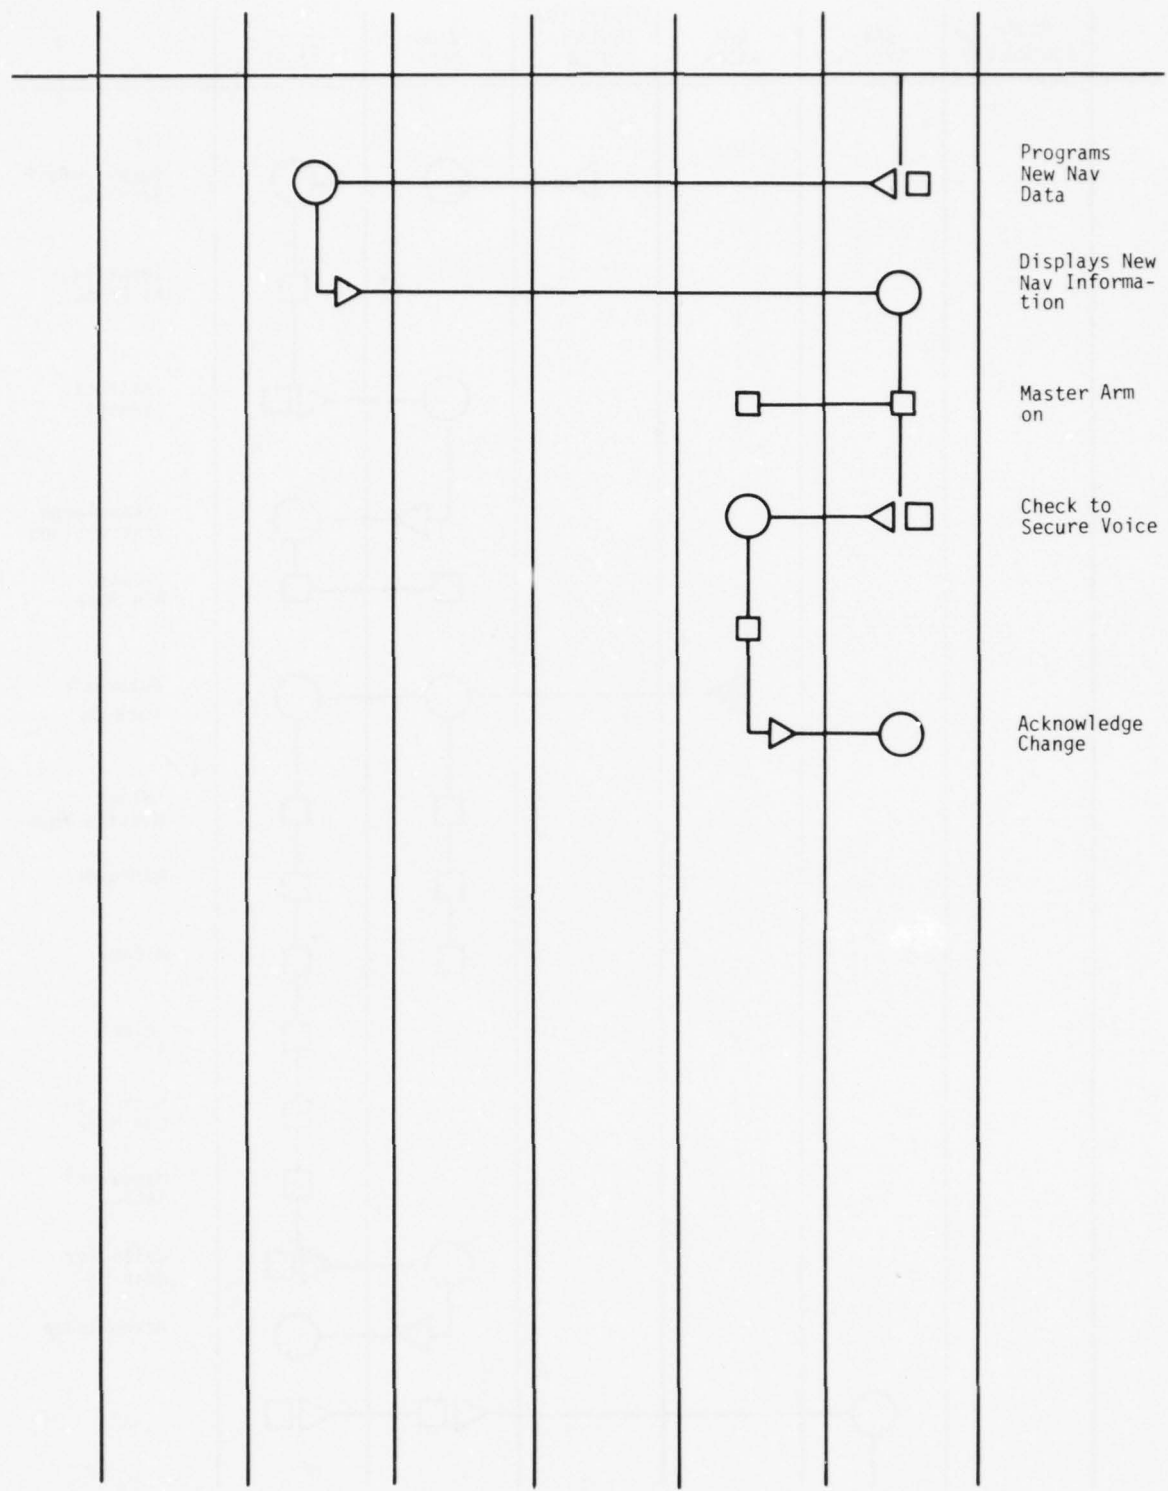 Programs
New Nav
Data
Displays New
Nav Informa-
tion
Master Arm
on
Check to
Secure Voice
Acknowledge
Change